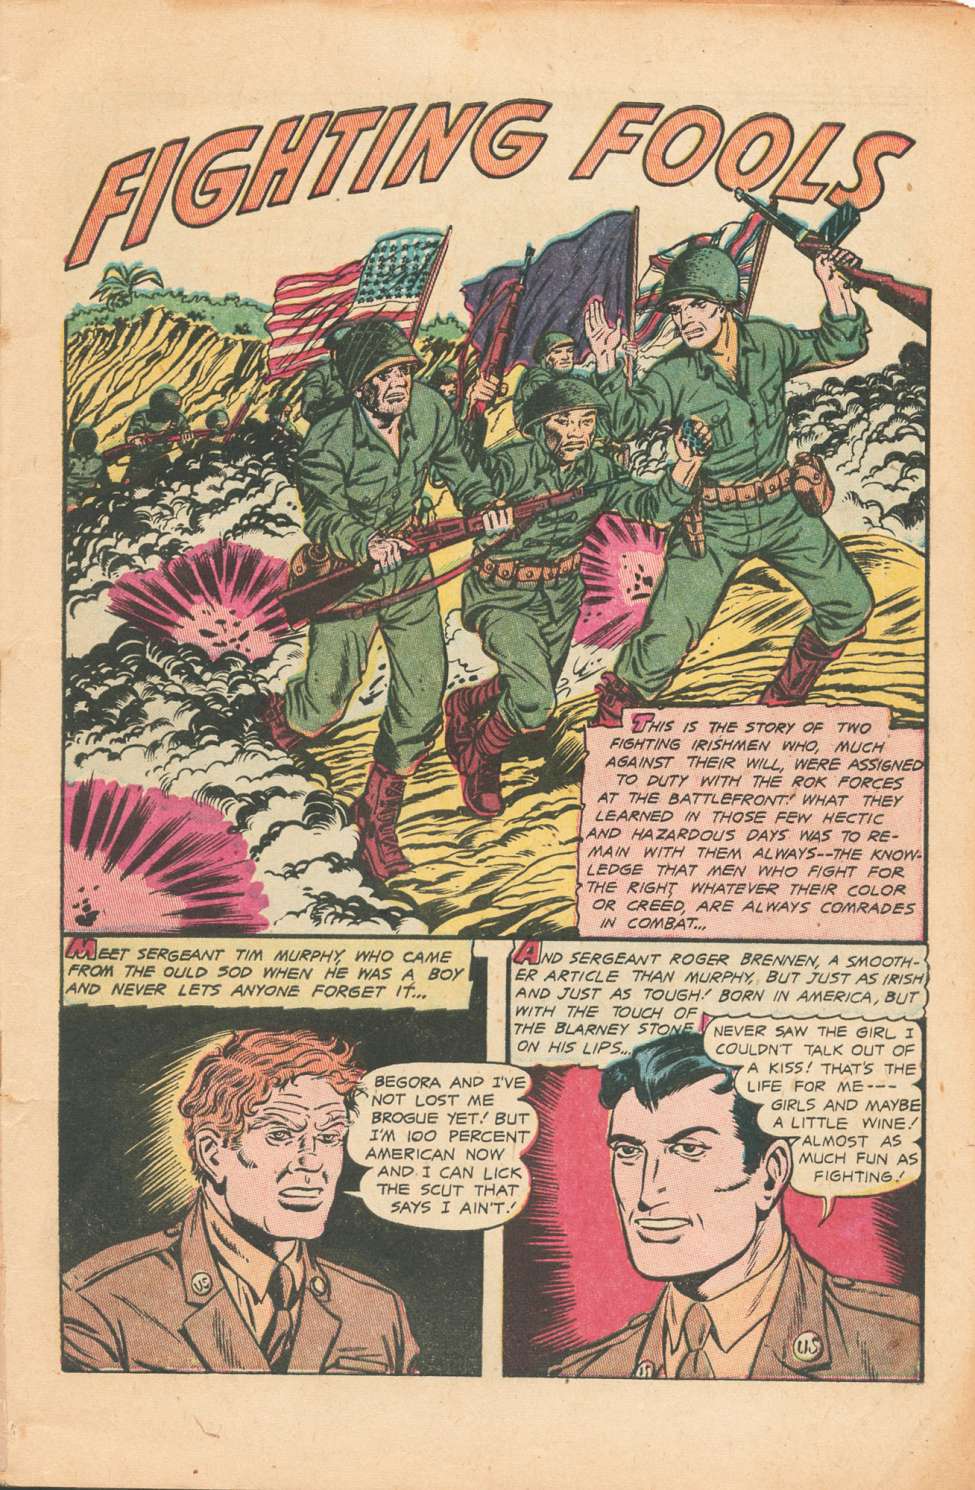 FIGHTING FOOLS
THIS IS THE STORY OF TWO
FIGHTING IRISHMEN WHO, MUCH
AGAINST THEIR WILL, WERE ASSIGNED
TO DUTY WITH THE ROK FORCES
AT THE BATTLEFRONT! WHAT THEY
LEARNED IN THOSE FEW HECTIC
AND HAZARDOUS DAYS WAS TO RE-
MAIN WITH THEM ALWAYS--THE KNOW-
LEDGE THAT MEN WHO FIGHT FOR
THE RIGHT, WHATEVER THEIR COLOR
OR CREED, ARE ALWAYS COMRADES
IN COMBAT...
MEET SERGEANT TIM MURPHY, WHO CAME
FROM THE OULD SOD WHEN HE WAS A BOY
AND NEVER LETS ANYONE FORGET IT...
BEGORA AND I'VE
NOT LOST ME
BROGUE YET! BUT
I'M 100 PERCENT
AMERICAN NOW
AND I CAN LICK
THE SCUT THAT
SAYS I AIN'T!
US
AND SERGEANT ROGER BRENNEN, A SMOOTH-
ER ARTICLE THAN MURPHY, BUT JUST AS IRISH
AND JUST AS TOUGH! BORN IN AMERICA, BUT
WITH THE TOUCH OF
THE BLARNEY STONE
ON HIS LIPS...
NEVER SAW THE GIRL I
COULDN'T TALK OUT OF
A KISS! THAT'S THE
LIFE FOR ME---
GIRLS AND MAYBE
A LITTLE WINE!
ALMOST AS
MUCH FUN AS
FIGHTING!
US
US